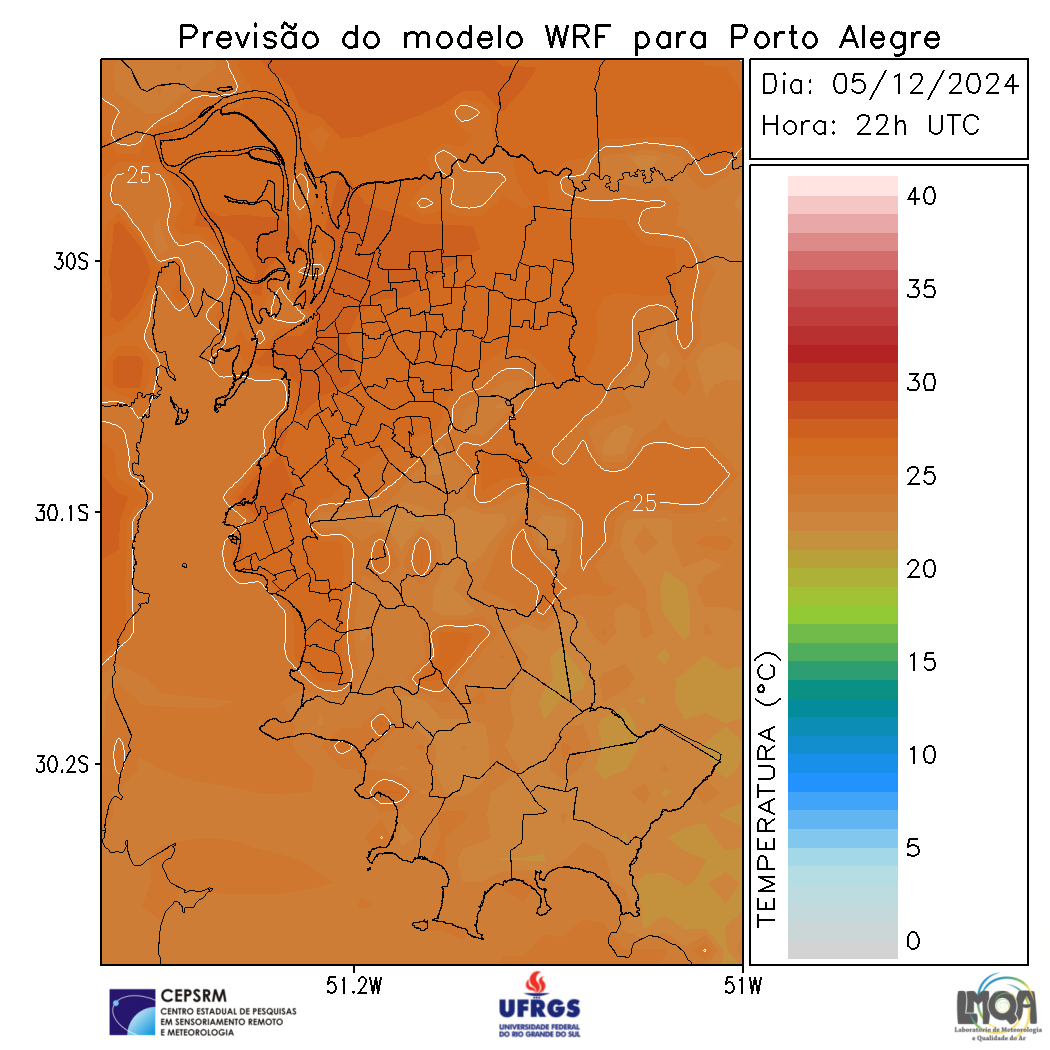 Previsão do modelo WRF para Porto Alegre
Dia: 05/12/2024
Hora: 22h UTC
25
25
30S
30.1S
30.2S
51.2W
51W
TEMPERATURA (°C)
40
35
30
25
20
15
10
5
0
CEPSRM
CENTRO ESTADUAL DE PESQUISAS
EM SENSORIAMENTO REMOTO
E METEOROLOGIA
UFRGS
UNIVERSIDADE FEDERAL
DO RIO GRANDE DO SUL
LMQA
Laboratório de Meteorologia
e Qualidade do Ar